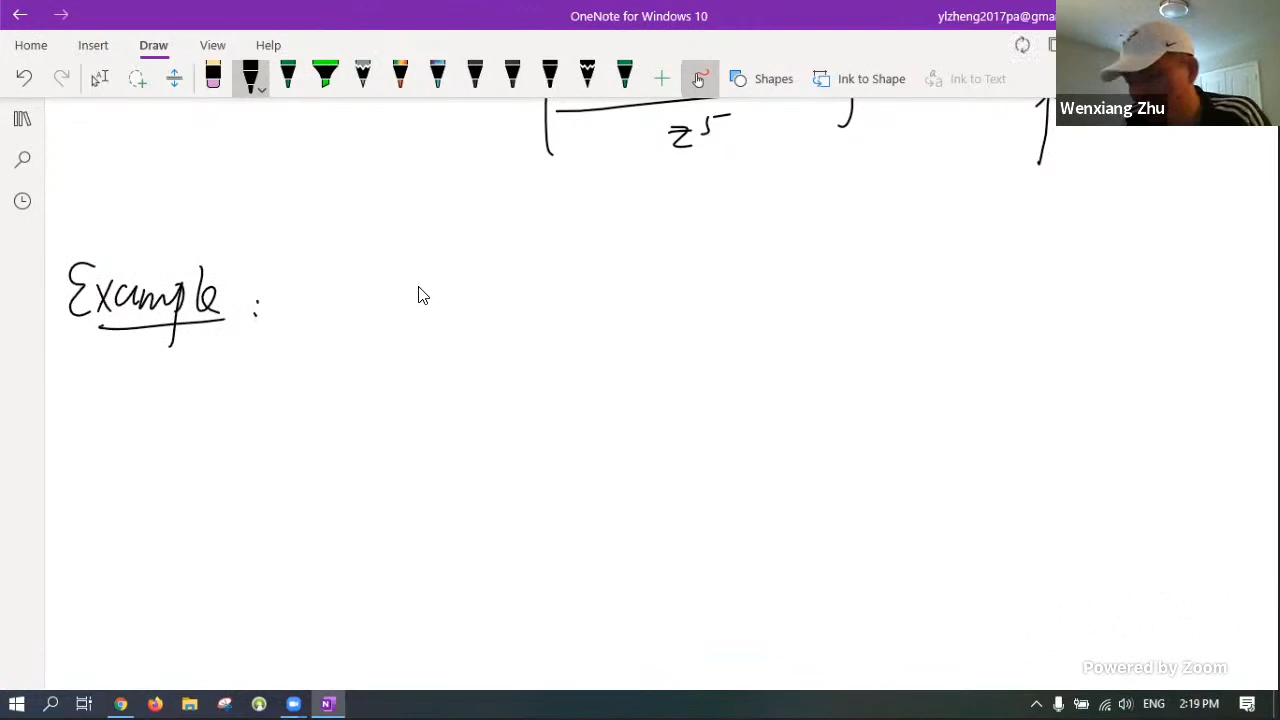 OneNote for Windows 10
ylzheng2017pa@gma
Home Insert Draw View Help
Shapes Ink to Shape Ink to Text
Wenxiang Zhu
z⁵
Example :
Powered by Zoom
ENG 2:19 PM